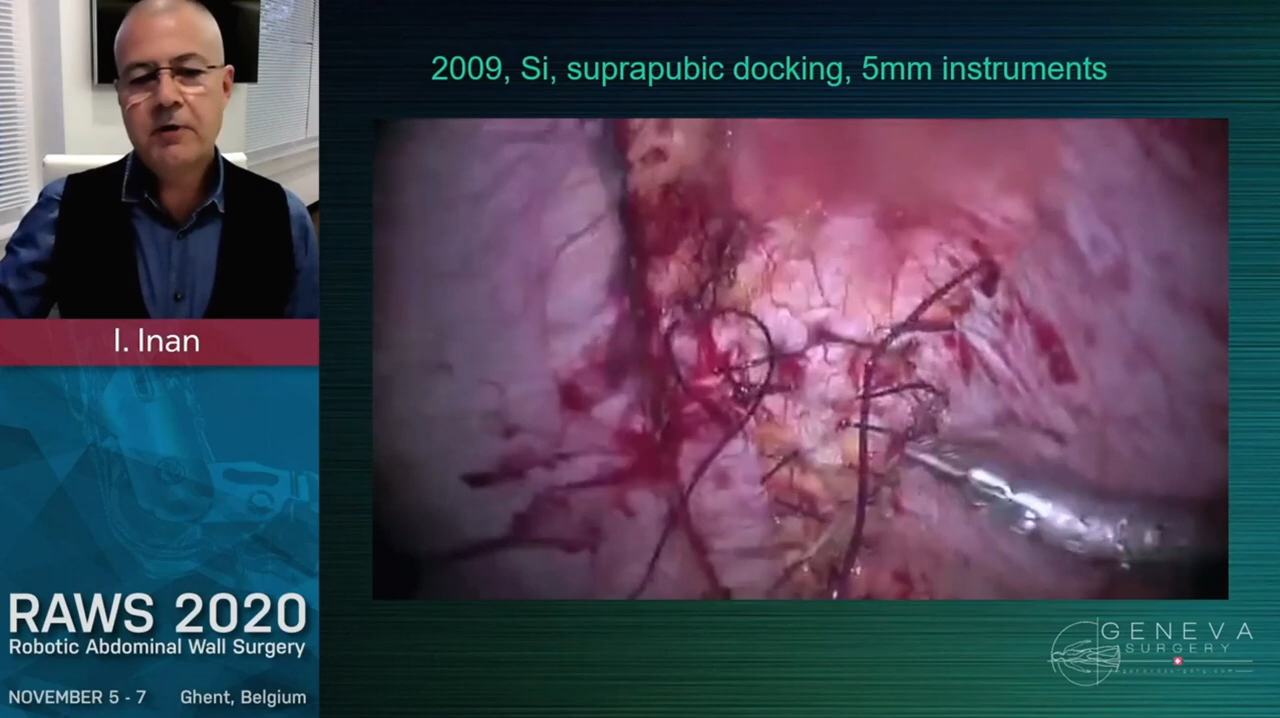 2009, Si, suprapubic docking, 5mm instruments
I. Inan
RAWS 2020
Robotic Abdominal Wall Surgery
NOVEMBER 5 - 7 Ghent, Belgium
GENEVA
SURGERY